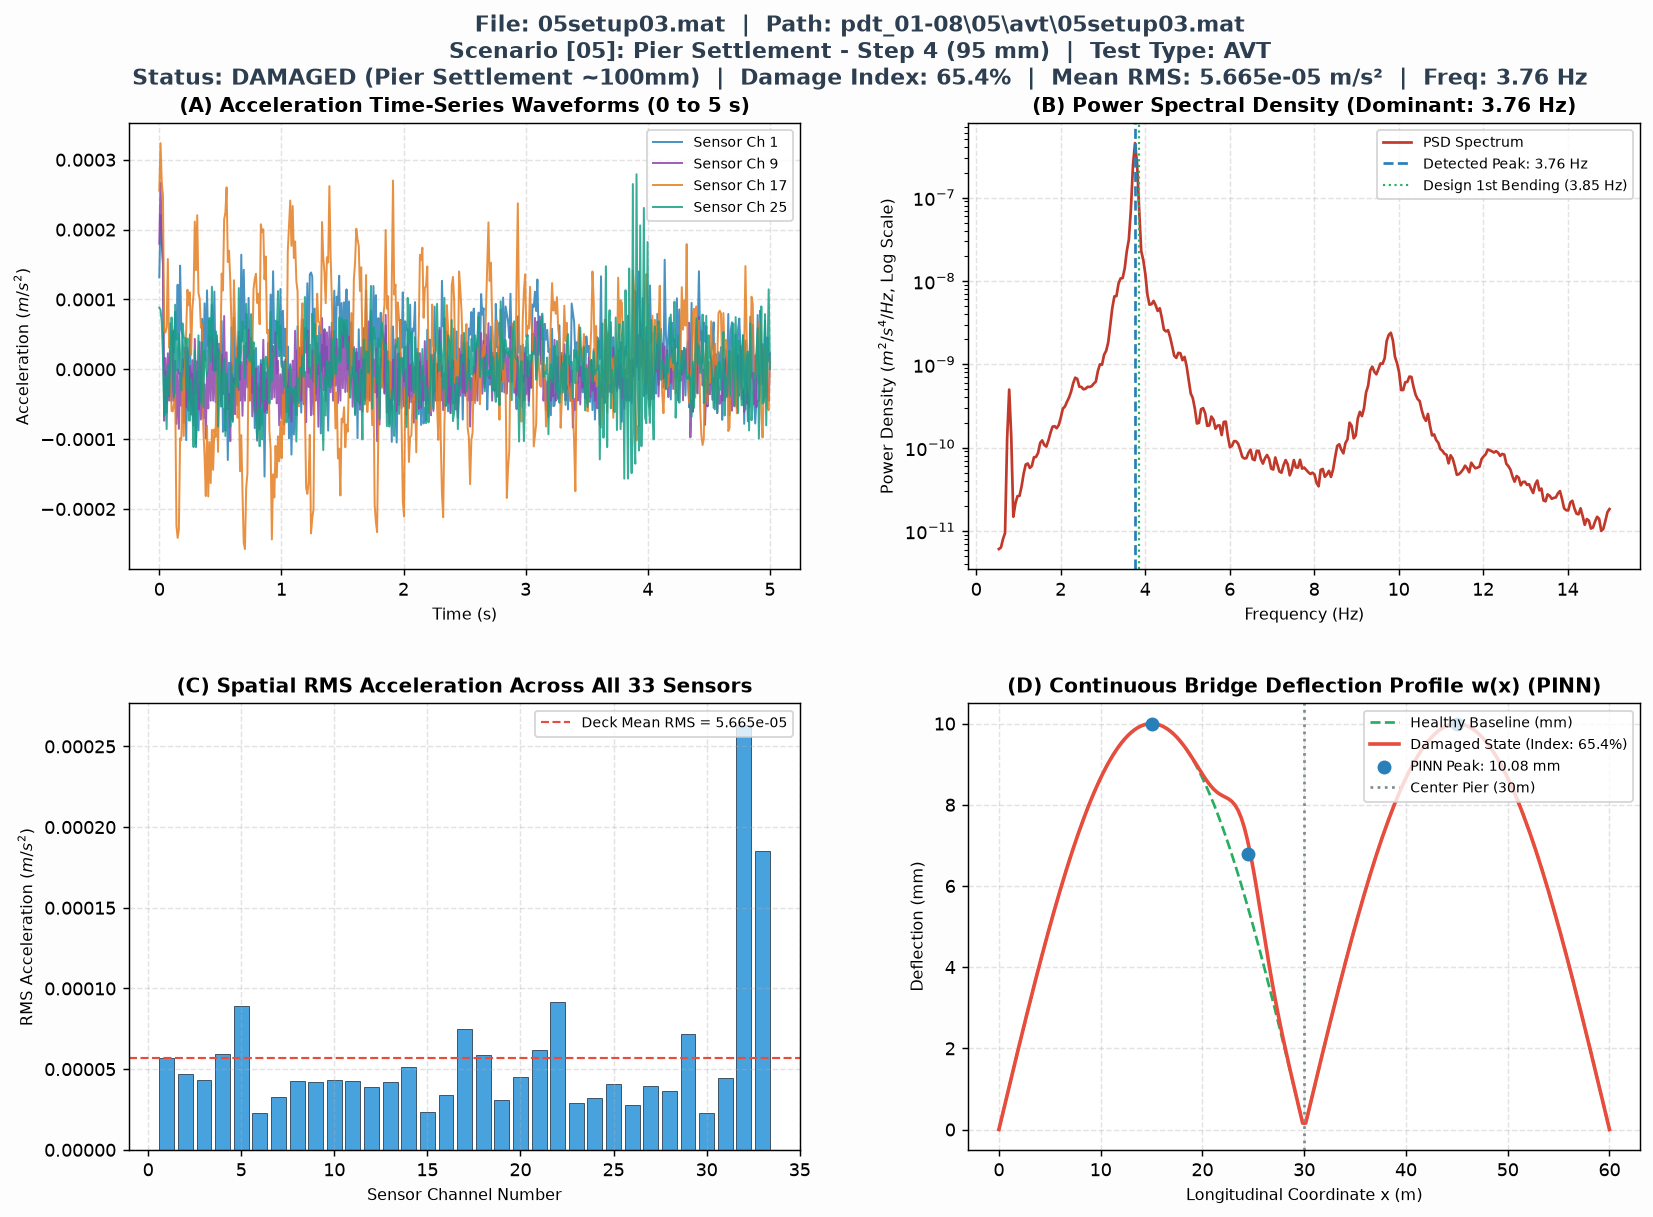 File: 05setup03.mat | Path: pdt_01-08\05\avt\05setup03.mat
Scenario [05]: Pier Settlement - Step 4 (95 mm) | Test Type: AVT
Status: DAMAGED (Pier Settlement ~100mm) | Damage Index: 65.4% | Mean RMS: 5.665e-05 m/s² | Freq: 3.76 Hz
(A) Acceleration Time-Series Waveforms (0 to 5 s)
Sensor Ch 1
Sensor Ch 9
Sensor Ch 17
Sensor Ch 25
0.0003
0.0002
0.0001
0.0000
−0.0001
−0.0002
Acceleration (m/s²)
0 1 2 3 4 5
Time (s)
(B) Power Spectral Density (Dominant: 3.76 Hz)
PSD Spectrum
Detected Peak: 3.76 Hz
Design 1st Bending (3.85 Hz)
10⁻⁷
10⁻⁸
10⁻⁹
10⁻¹⁰
10⁻¹¹
Power Density (m²/s⁴/Hz, Log Scale)
0 2 4 6 8 10 12 14
Frequency (Hz)
(C) Spatial RMS Acceleration Across All 33 Sensors
Deck Mean RMS = 5.665e-05
0.00025
0.00020
0.00015
0.00010
0.00005
0.00000
RMS Acceleration (m/s²)
0 5 10 15 20 25 30 35
Sensor Channel Number
(D) Continuous Bridge Deflection Profile w(x) (PINN)
Healthy Baseline (mm)
Damaged State (Index: 65.4%)
PINN Peak: 10.08 mm
Center Pier (30m)
10
8
6
4
2
0
Deflection (mm)
0 10 20 30 40 50 60
Longitudinal Coordinate x (m)